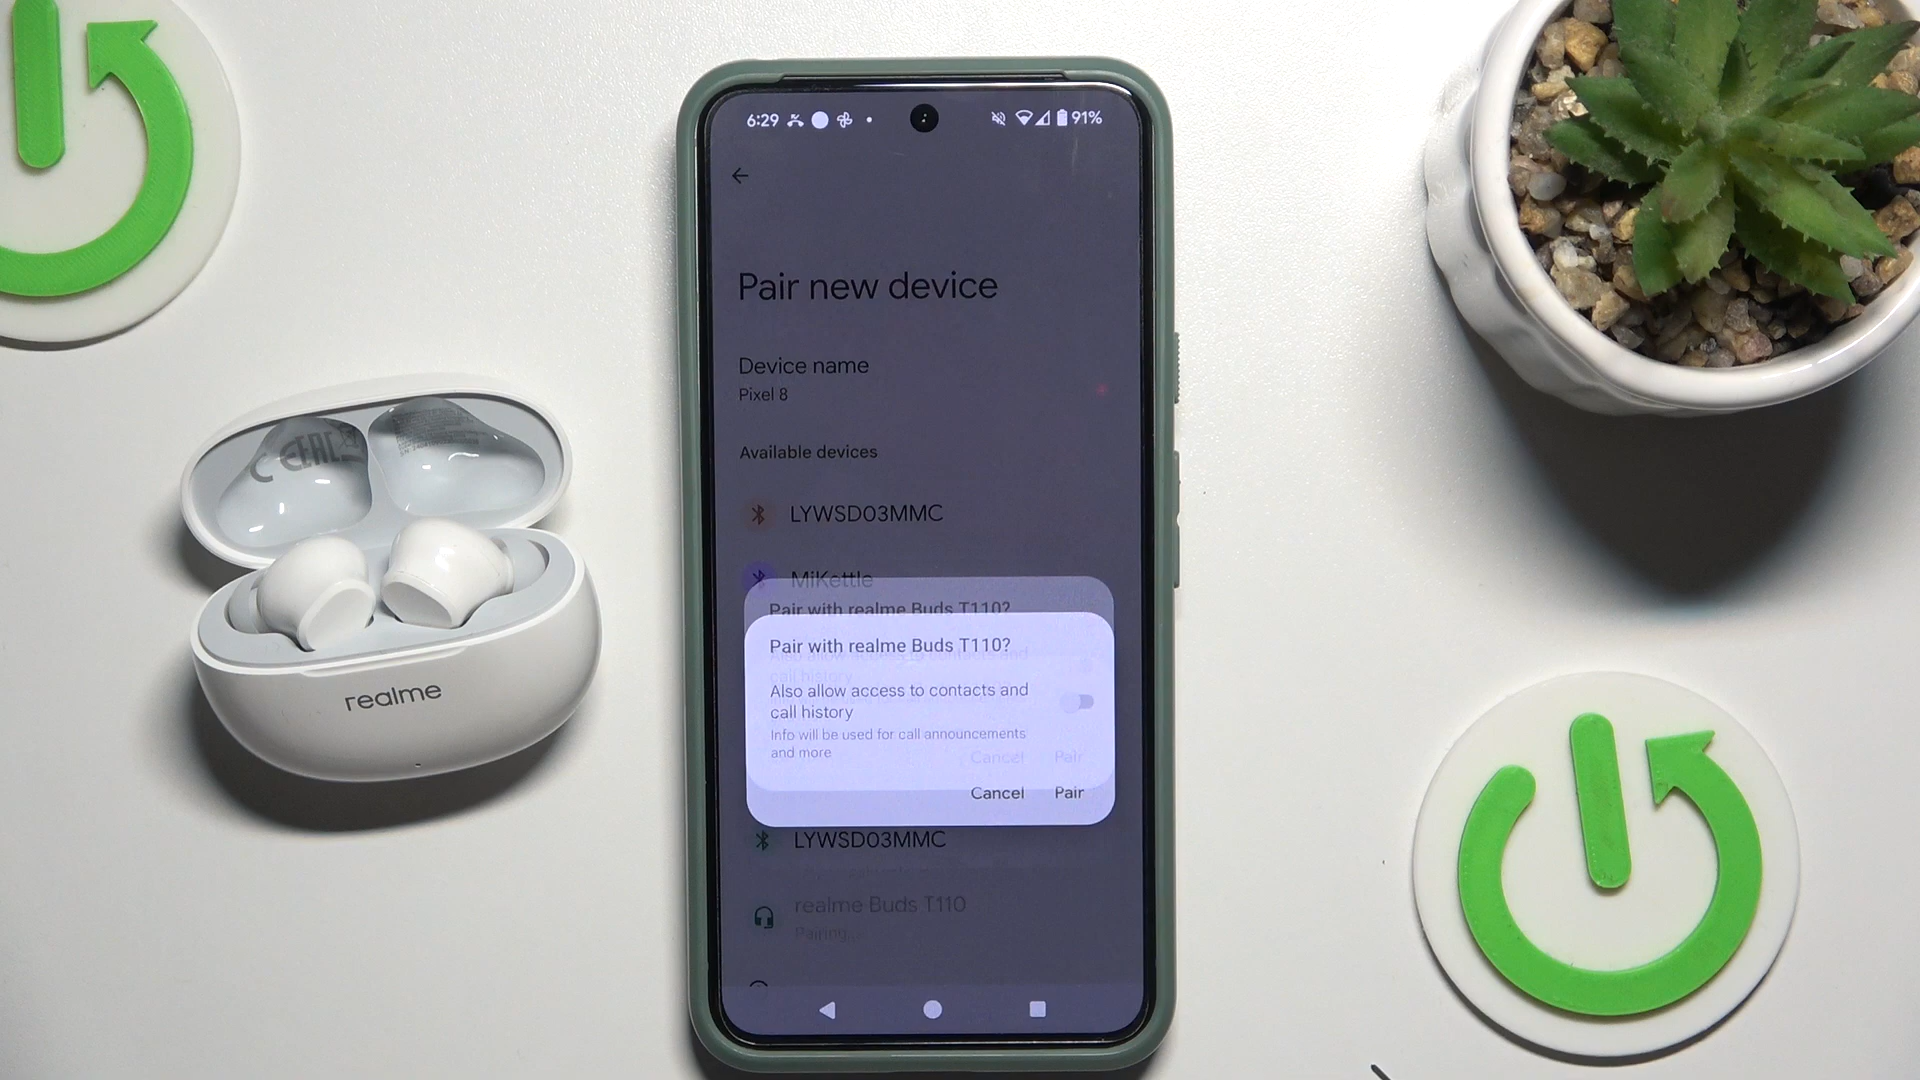 6:29
91%
Pair new device
Device name
Pixel 8
Available devices
LYWSD03MMC
MiKettle
Pair with realme Buds T110?
Pair with realme Buds T110?
Also allow access to contacts and
call history
Info will be used for call announcements
and more
Cancel Pair
Cancel Pair
LYWSD03MMC
realme Buds T110
Pairing...
realme